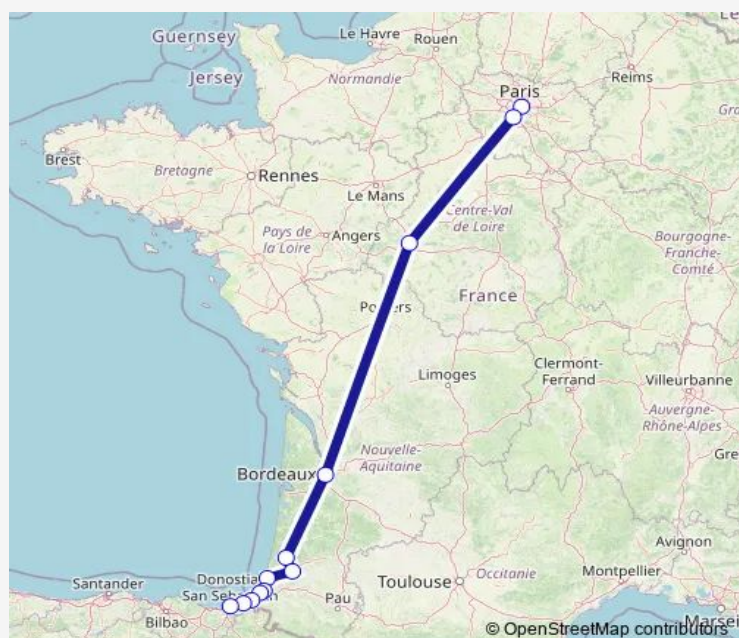 Guernsey
Le Havre
Rouen
Jersey
Normandie
Paris
Reims
Brest
Bretagne
Rennes
Le Mans
Centre-Val
de Loire
Pays de
la Loire
Angers
Bourgogne-
Franche-
Comté
France
Limoges
Clermont-
Ferrand
Villeurbanne
Auvergne-
Rhône-Alpes
Bordeaux
Nouvelle-
Aquitaine
Gre
Avignon
Donostia
San Sebastián
Santander
Bilbao
Pau
Toulouse
Occitanie
Montpellier
© OpenStreetMap contributors